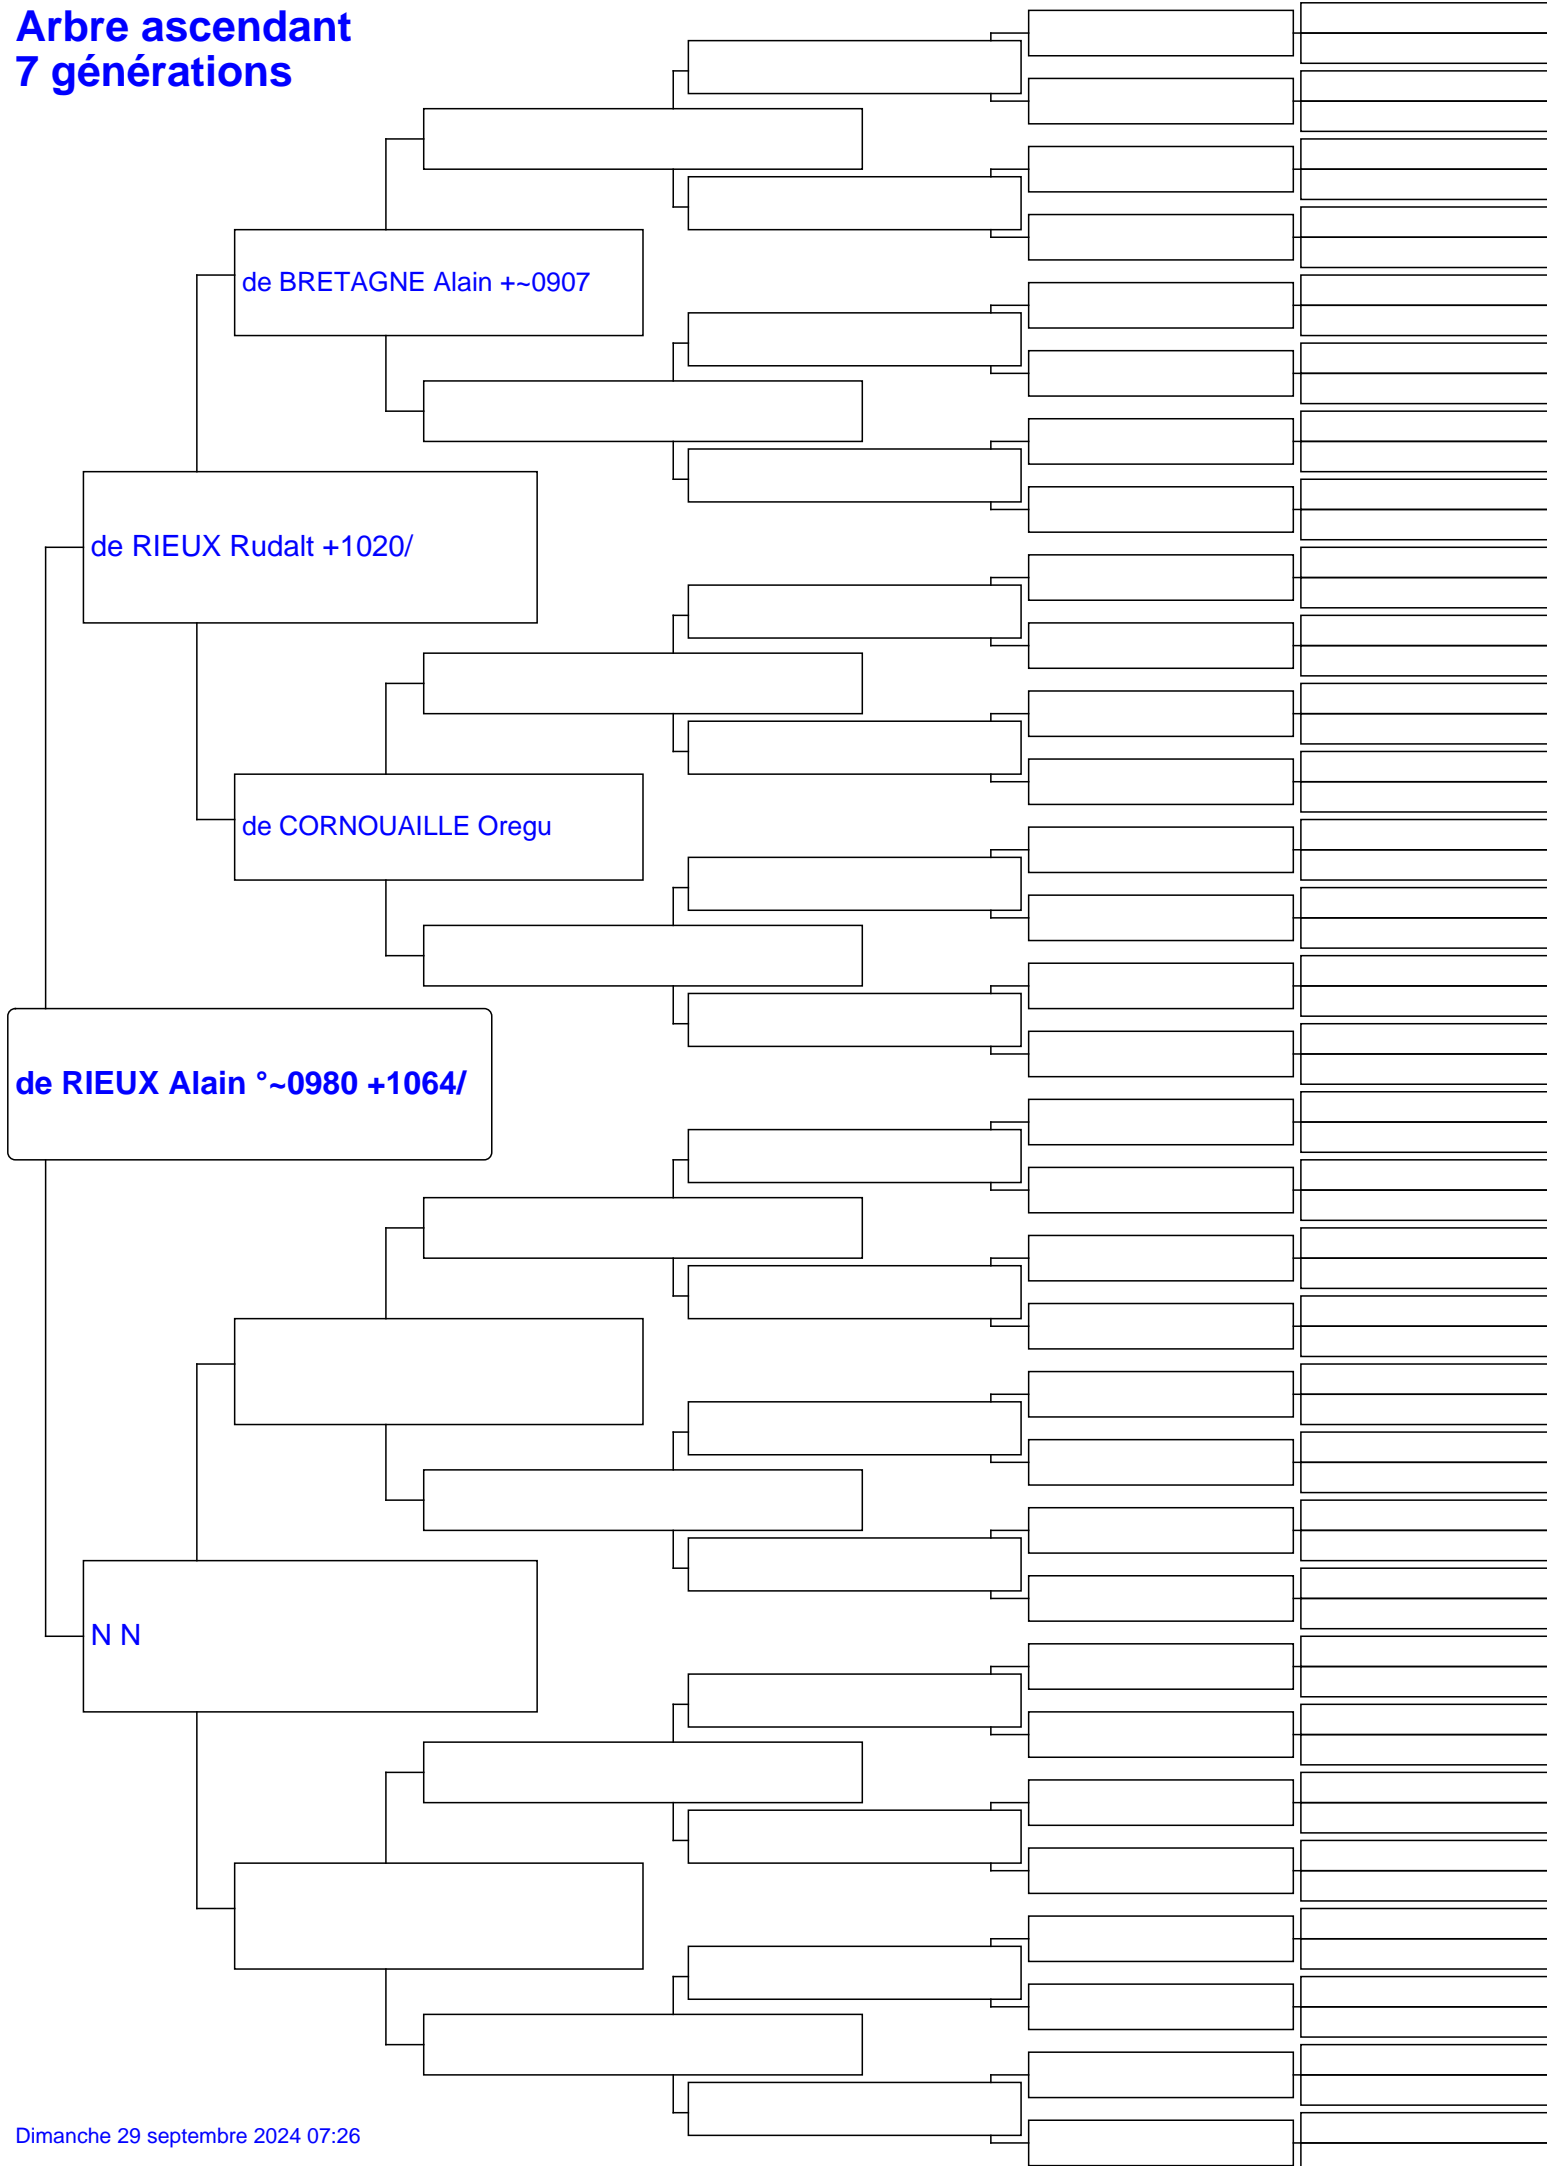 Arbre ascendant
7 générations
de BRETAGNE Alain +~0907
de RIEUX Rudalt +1020/
de CORNOUAILLE Oregu
de RIEUX Alain °~0980 +1064/
N N
Dimanche 29 septembre 2024 07:26